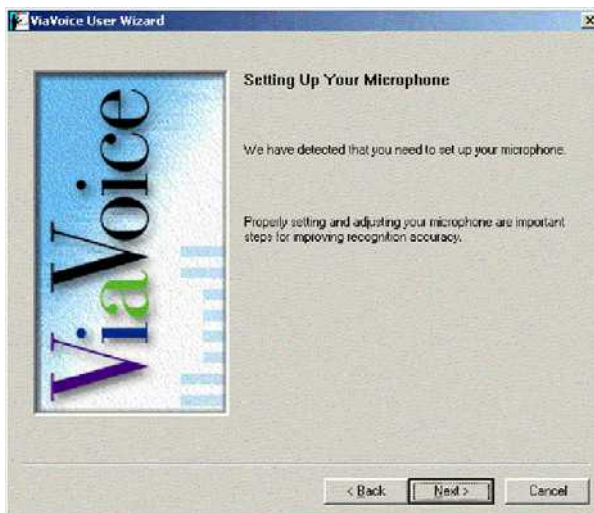 ViaVoice User Wizard
ViaVoice
Setting Up Your Microphone
We have detected that you need to set up your microphone.
Properly setting and adjusting your microphone are important
steps for improving recognition accuracy.
< Back
Next >
Cancel